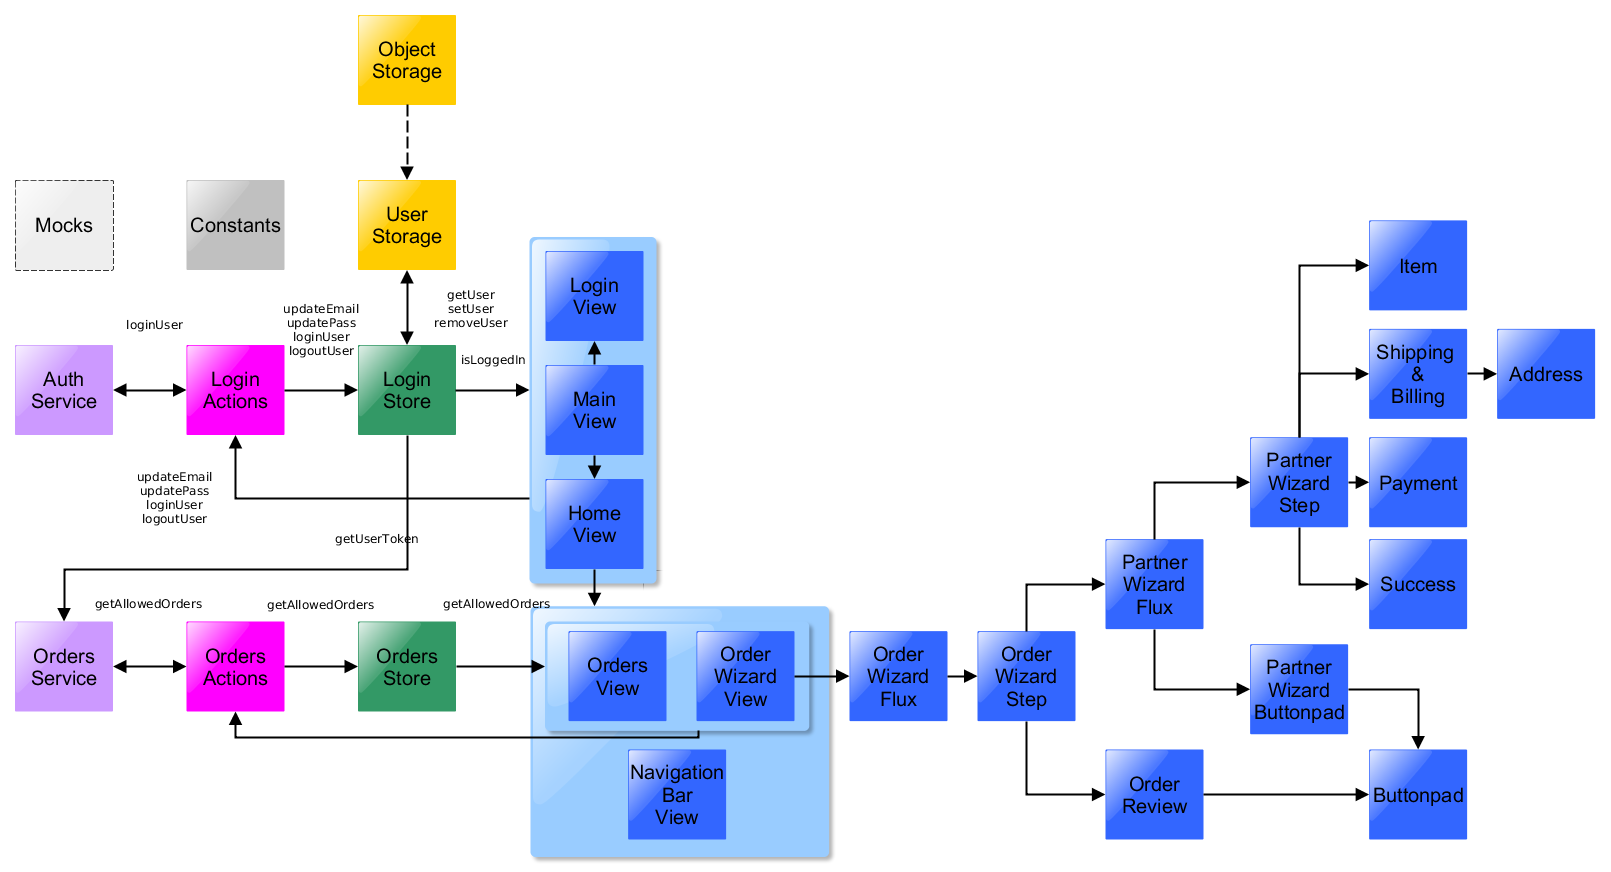 Object
Storage
Mocks
Constants
User
Storage
getUser
setUser
removeUser
loginUser
updateEmail
updatePass
loginUser
logoutUser
isLoggedIn
Auth
Service
Login
Actions
Login
Store
Login
View
Main
View
Home
View
updateEmail
updatePass
loginUser
logoutUser
getUserToken
getAllowedOrders
getAllowedOrders
getAllowedOrders
Orders
Service
Orders
Actions
Orders
Store
Orders
View
Order
Wizard
View
Navigation
Bar
View
Order
Wizard
Flux
Order
Wizard
Step
Partner
Wizard
Flux
Order
Review
Partner
Wizard
Step
Partner
Wizard
Buttonpad
Item
Shipping
&
Billing
Address
Payment
Success
Buttonpad